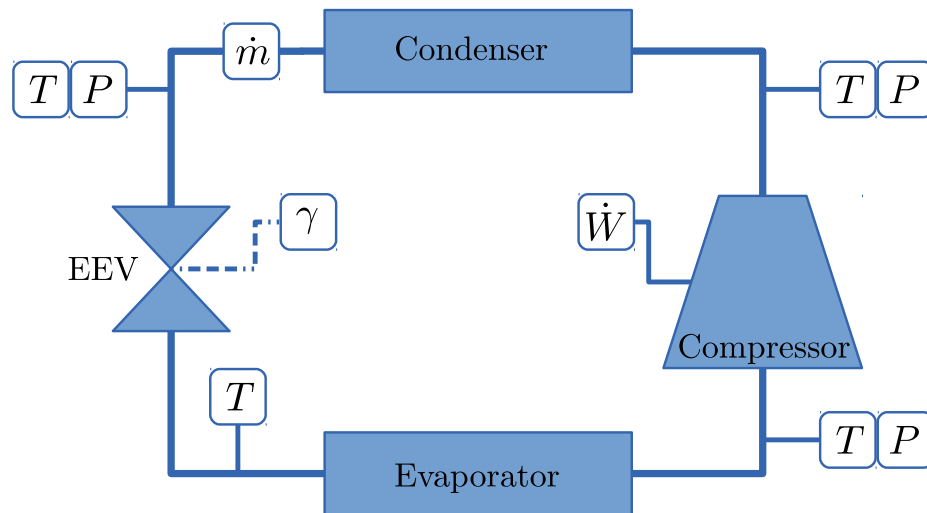 ṁ
Condenser
T P
T P
γ
Ẇ
EEV
Compressor
T
T P
Evaporator